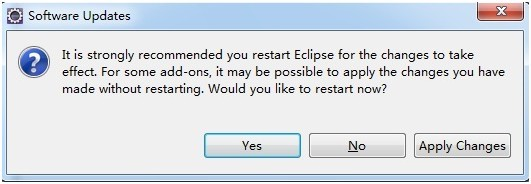 Software Updates
It is strongly recommended you restart Eclipse for the changes to take
effect. For some add-ons, it may be possible to apply the changes you have
made without restarting. Would you like to restart now?
Yes
No
Apply Changes